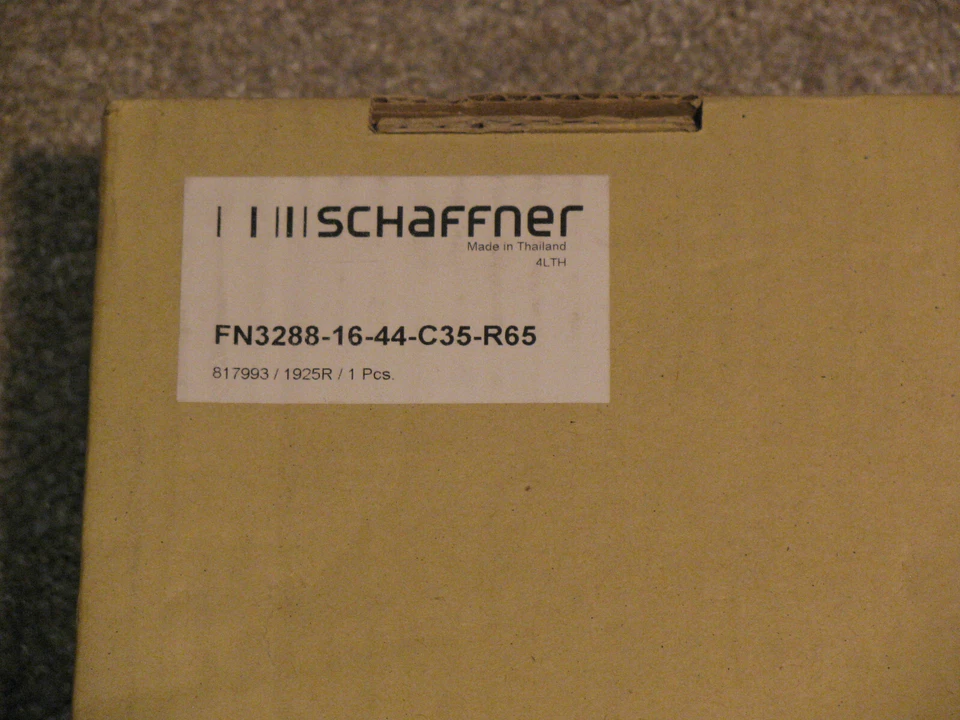 SCHAFFNER
Made in Thailand
4LTH
FN3288-16-44-C35-R65
817993 / 1925R / 1 Pcs.